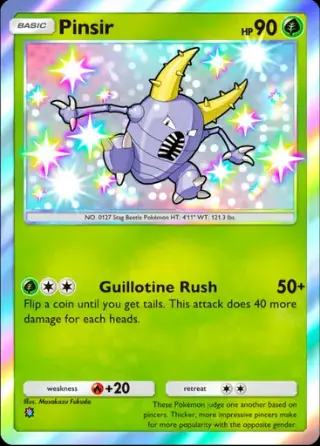 BASIC Pinsir HP 90
NO. 0127 Stag Beetle Pokémon HT: 4'11" WT: 121.3 lbs
Guillotine Rush 50+
Flip a coin until you get tails. This attack does 40 more
damage for each heads.
weakness +20 retreat
Illus. Masakazu Fukuda
These Pokémon judge one another based on
pincers. Thicker, more impressive pincers make
for more popularity with the opposite gender.